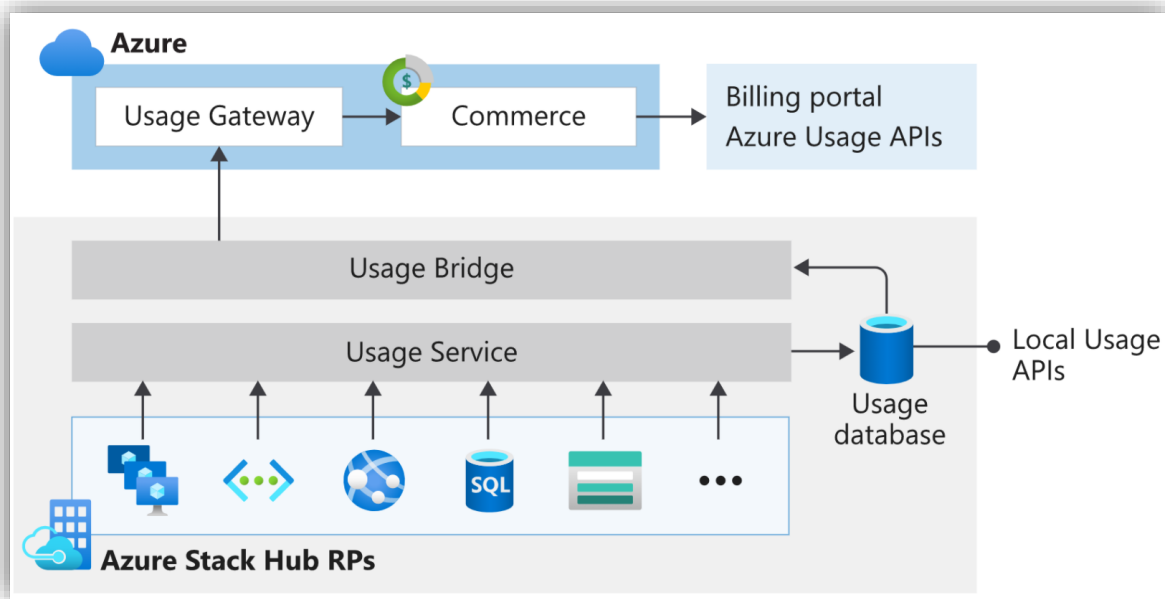 Azure
Usage Gateway
$
Commerce
Billing portal
Azure Usage APIs
Usage Bridge
Usage Service
Local Usage
APIs
Usage
database
SQL
Azure Stack Hub RPs